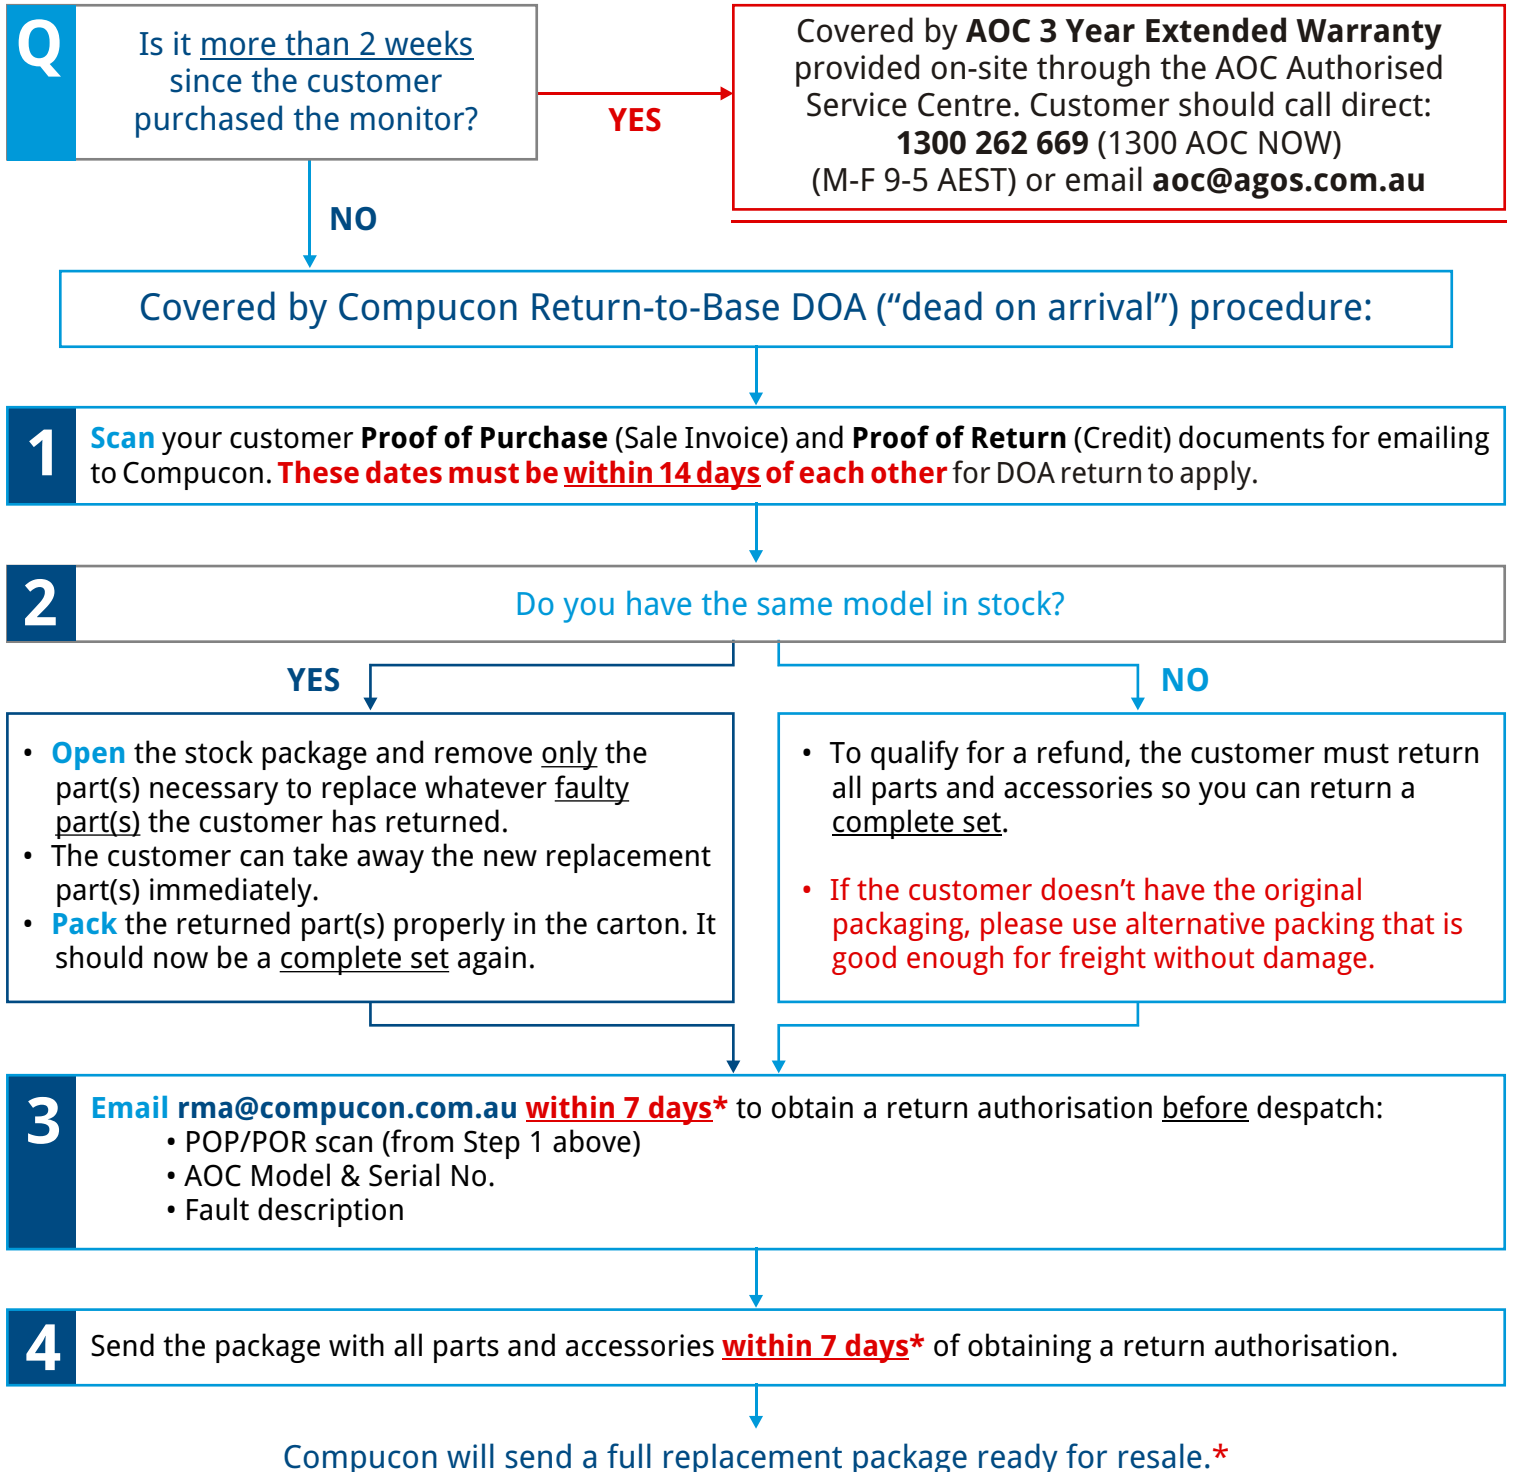 Q
Is it more than 2 weeks
since the customer
purchased the monitor?
YES
Covered by AOC 3 Year Extended Warranty
provided on-site through the AOC Authorised
Service Centre. Customer should call direct:
1300 262 669 (1300 AOC NOW)
(M-F 9-5 AEST) or email aoc@agos.com.au
NO
Covered by Compucon Return-to-Base DOA (“dead on arrival”) procedure:
1
Scan your customer Proof of Purchase (Sale Invoice) and Proof of Return (Credit) documents for emailing
to Compucon. These dates must be within 14 days of each other for DOA return to apply.
2
Do you have the same model in stock?
YES
• Open the stock package and remove only the
part(s) necessary to replace whatever faulty
part(s) the customer has returned.
• The customer can take away the new replacement
part(s) immediately.
• Pack the returned part(s) properly in the carton. It
should now be a complete set again.
NO
• To qualify for a refund, the customer must return
all parts and accessories so you can return a
complete set.
• If the customer doesn’t have the original
packaging, please use alternative packing that is
good enough for freight without damage.
3
Email rma@compucon.com.au within 7 days* to obtain a return authorisation before despatch:
• POP/POR scan (from Step 1 above)
• AOC Model & Serial No.
• Fault description
4
Send the package with all parts and accessories within 7 days* of obtaining a return authorisation.
Compucon will send a full replacement package ready for resale.*